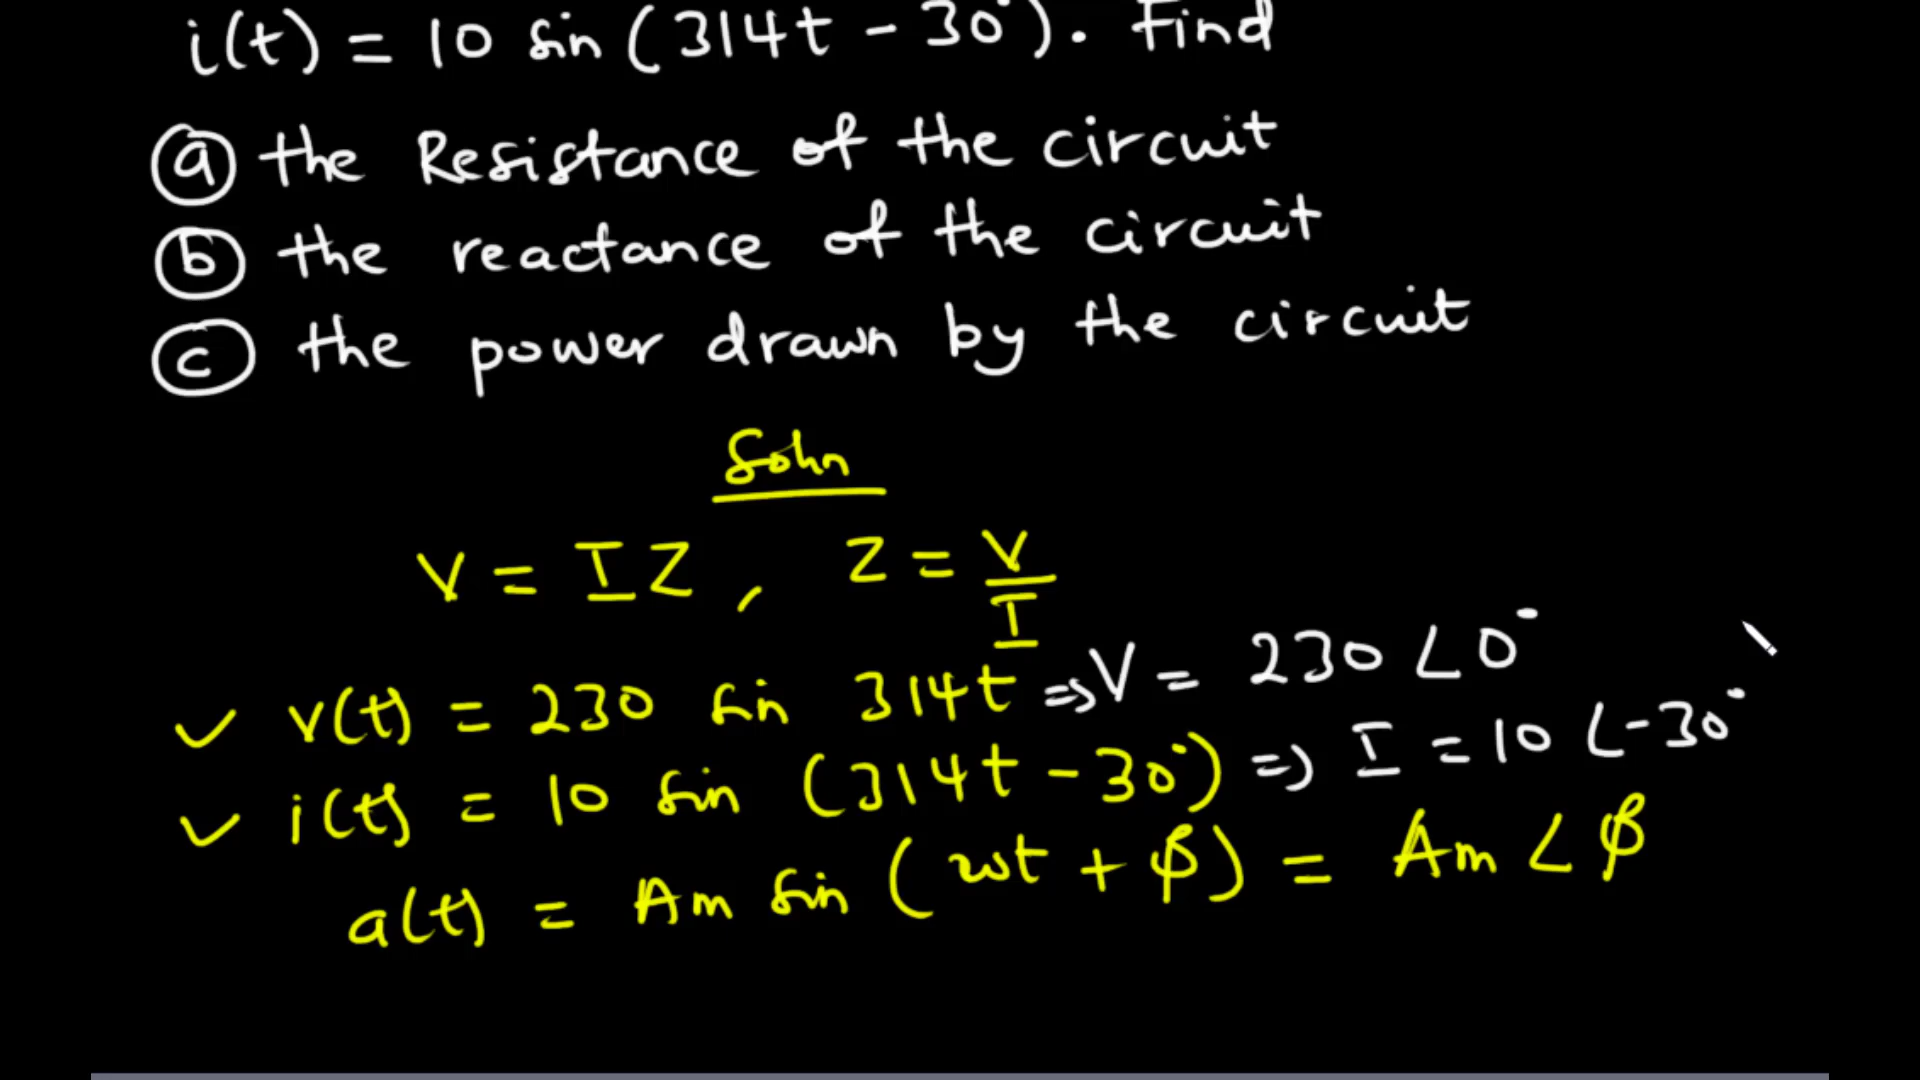 i(t) = 10 sin (314t - 30°). Find
(a) the Resistance of the circuit
(b) the reactance of the circuit
(c) the power drawn by the circuit
Soln
V = IZ , Z = V/I
✓ v(t) = 230 sin 314t ⇒ V = 230 ∠0°
✓ i(t) = 10 sin (314t - 30°) ⇒ I = 10 ∠-30°
a(t) = Am sin (wt + ϕ) = Am ∠ϕ